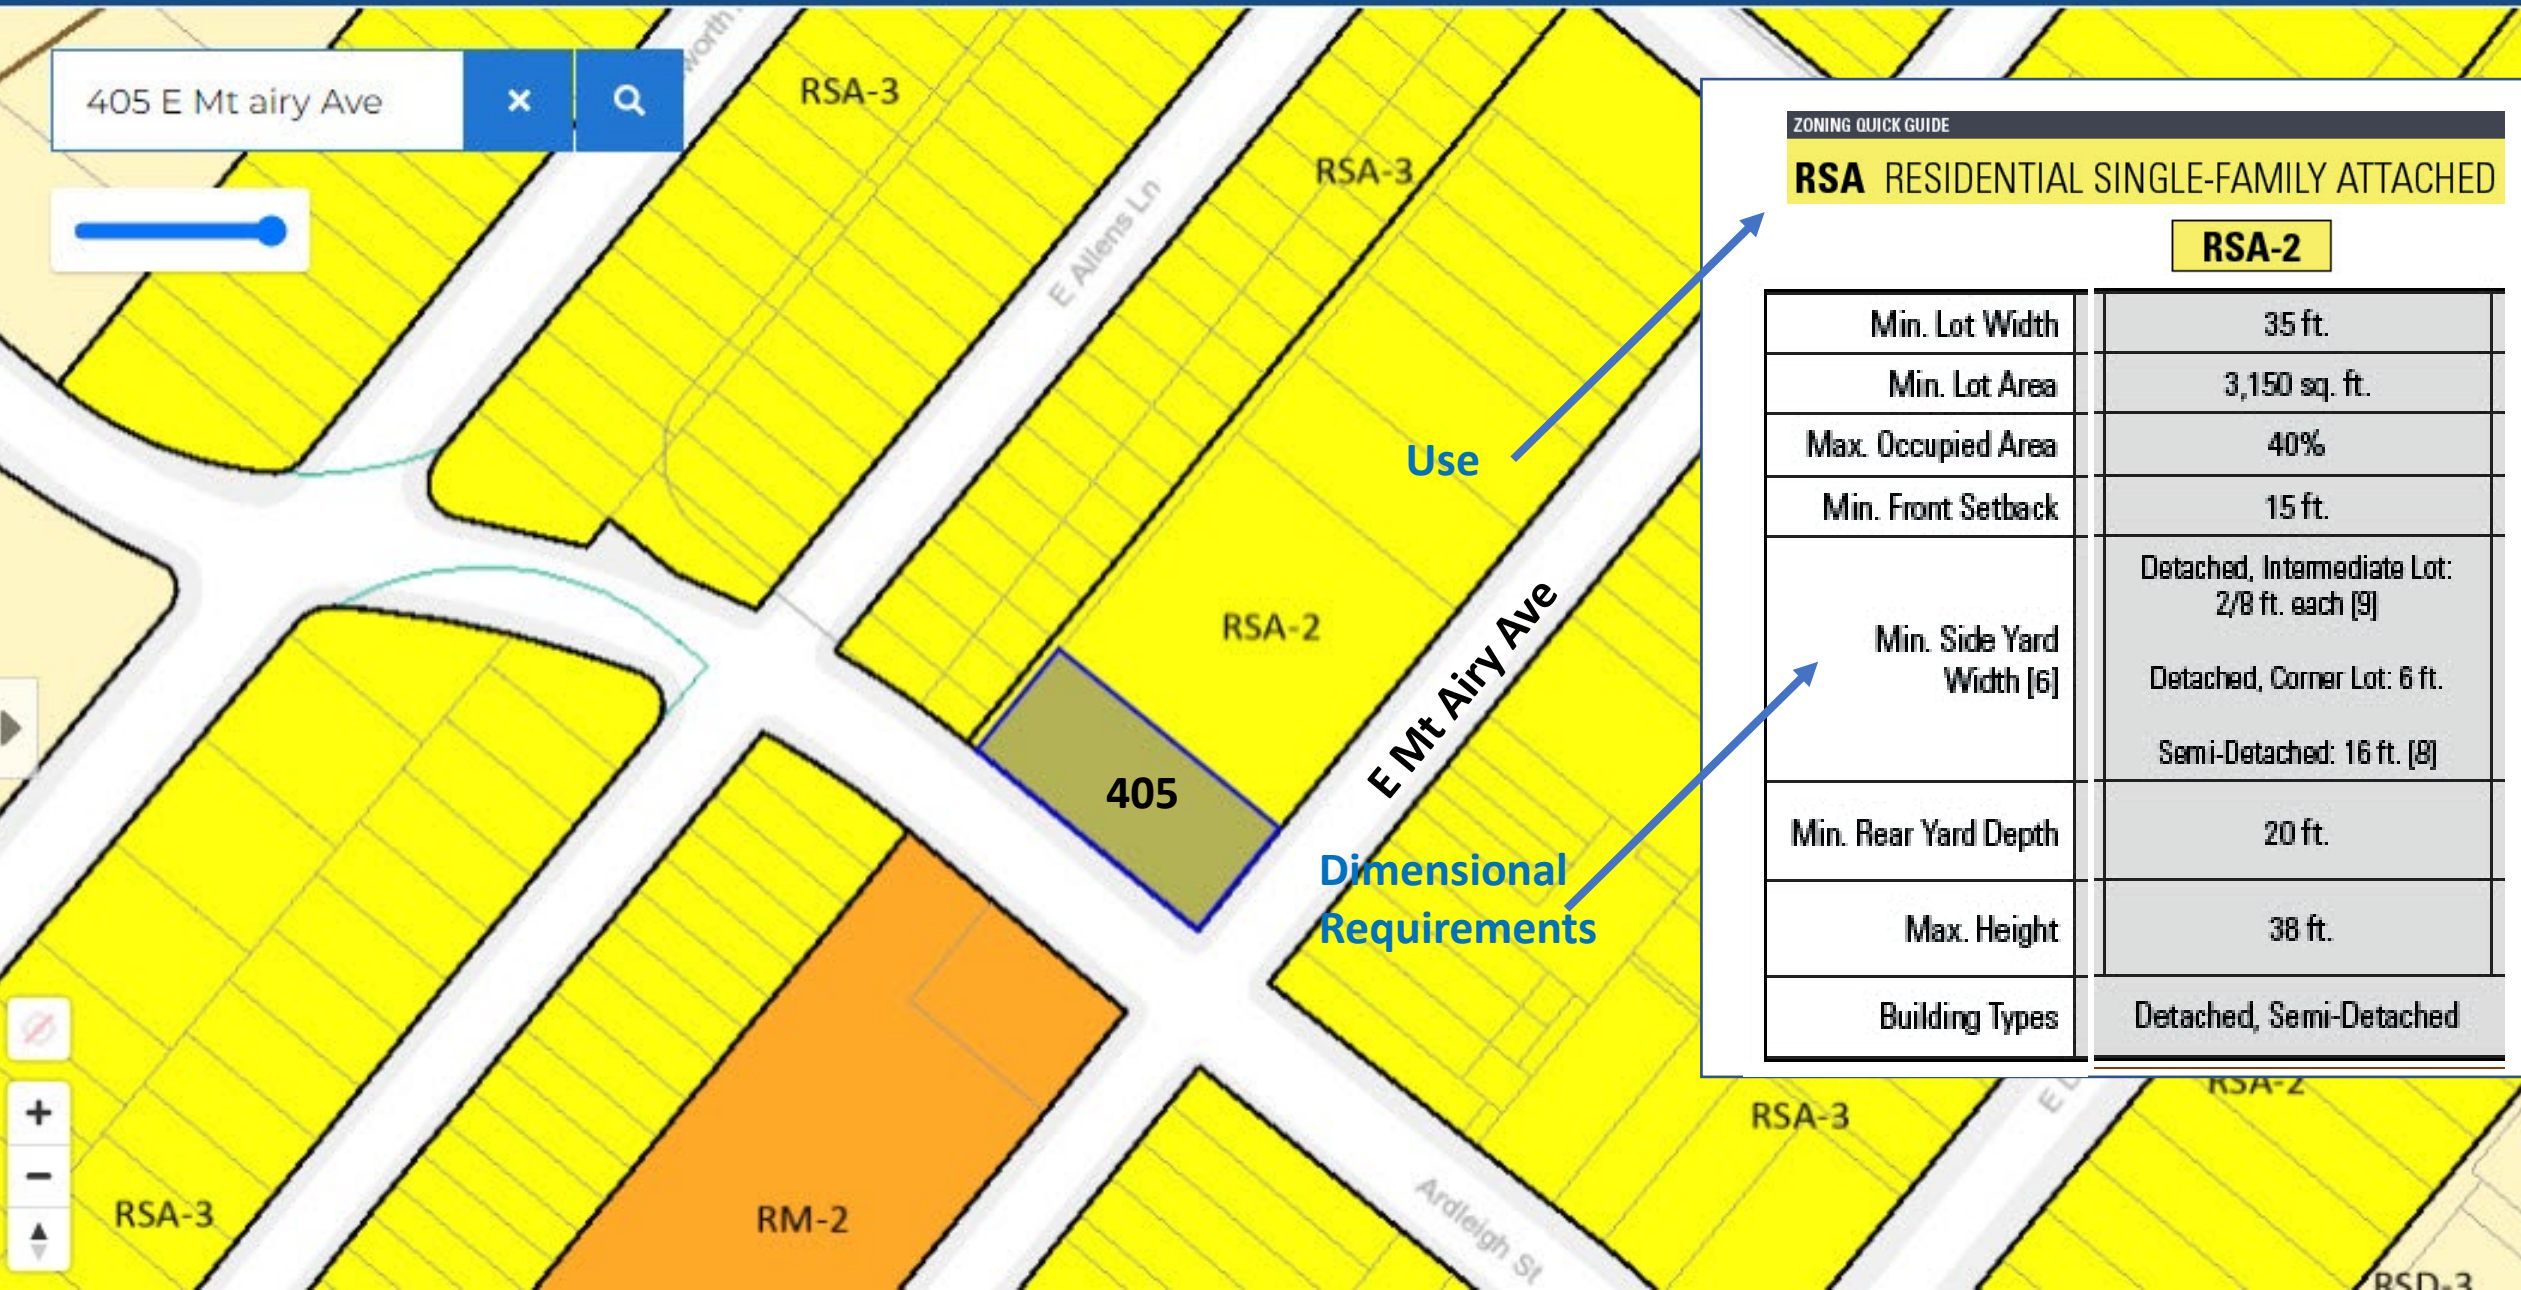 405 E Mt airy Ave
RSA-3
RSA-3
E Allens Ln
ZONING QUICK GUIDE
RSA RESIDENTIAL SINGLE-FAMILY ATTACHED
RSA-2
Use
Min. Lot Width 35 ft.
Min. Lot Area 3,150 sq. ft.
Max. Occupied Area 40%
Min. Front Setback 15 ft.
Min. Side Yard
Width [6]
Detached, Intermediate Lot:
2/8 ft. each [9]
Detached, Corner Lot: 6 ft.
Semi-Detached: 16 ft. [8]
Min. Rear Yard Depth 20 ft.
Max. Height 38 ft.
Building Types Detached, Semi-Detached
RSA-2
E Mt Airy Ave
405
Dimensional
Requirements
RSA-3
RM-2
Ardleigh St
RSA-3
RSA-2
RSD-3